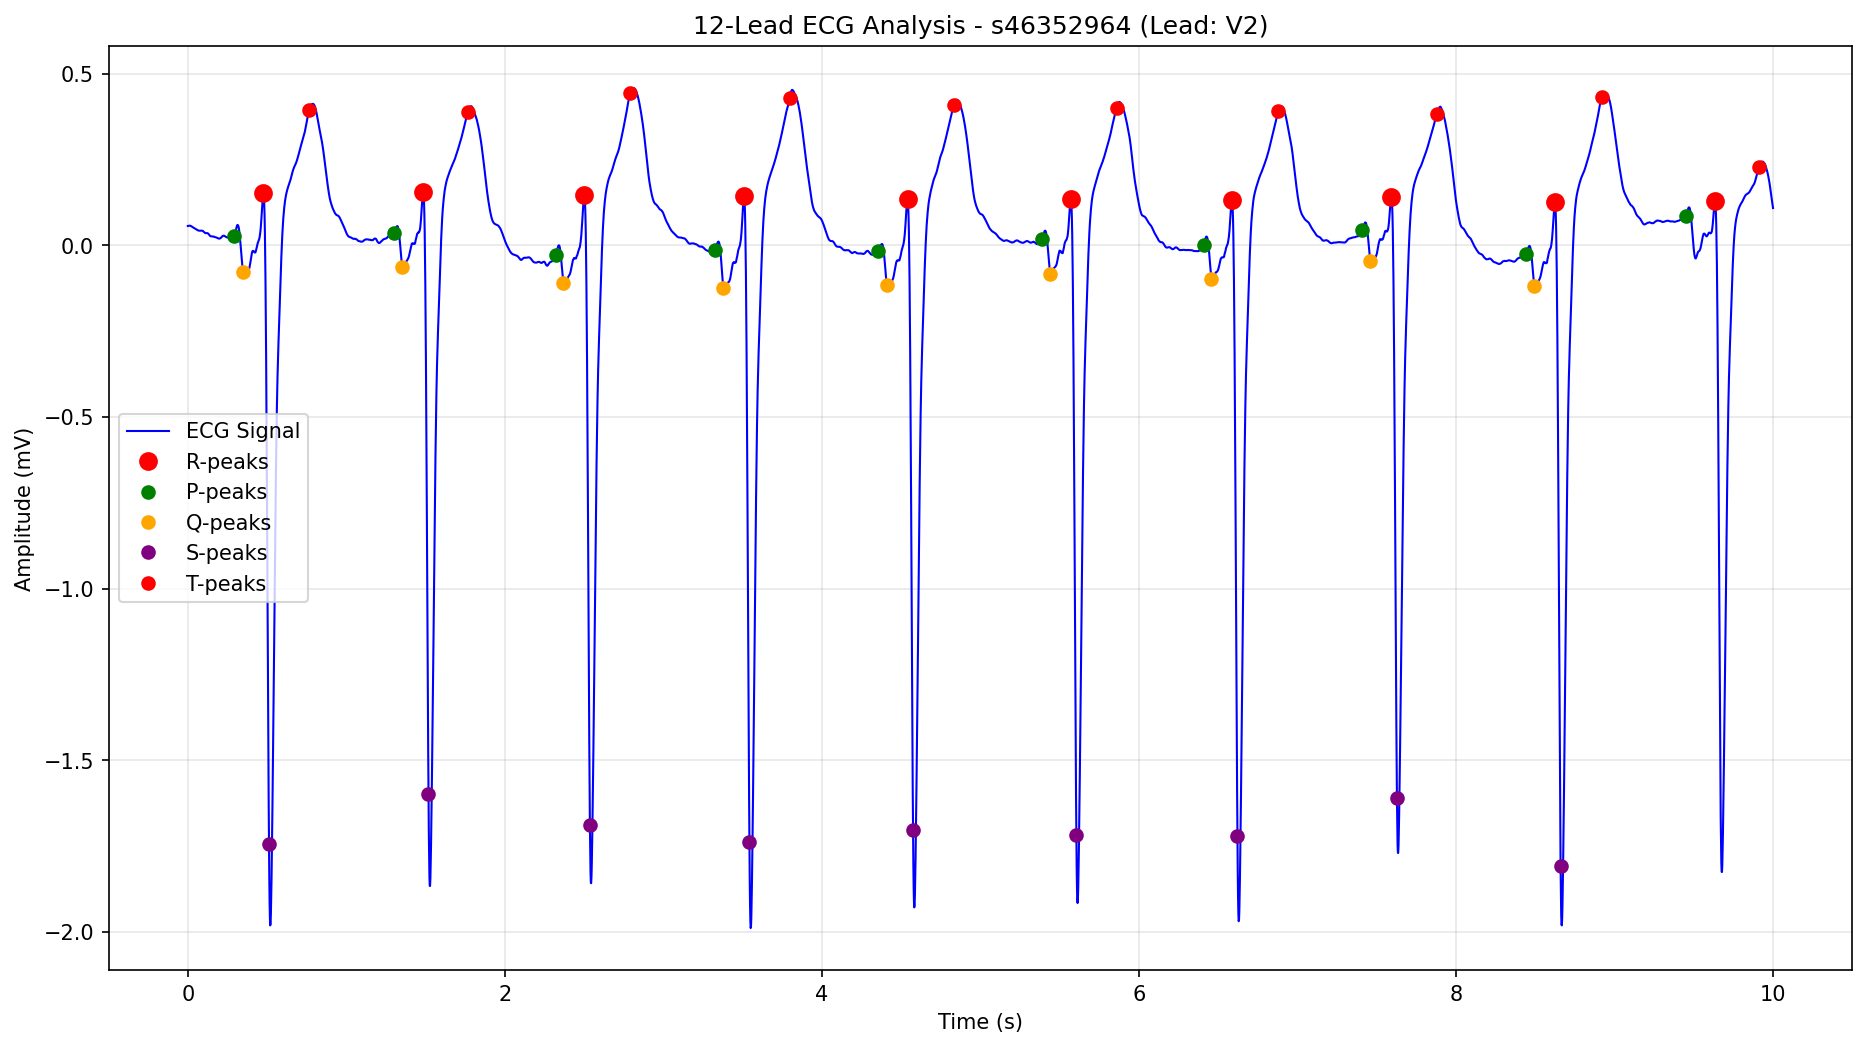 12-Lead ECG Analysis - s46352964 (Lead: V2)
0.5
0.0
−0.5
−1.0
−1.5
−2.0
Amplitude (mV)
ECG Signal
R-peaks
P-peaks
Q-peaks
S-peaks
T-peaks
0 2 4 6 8 10
Time (s)